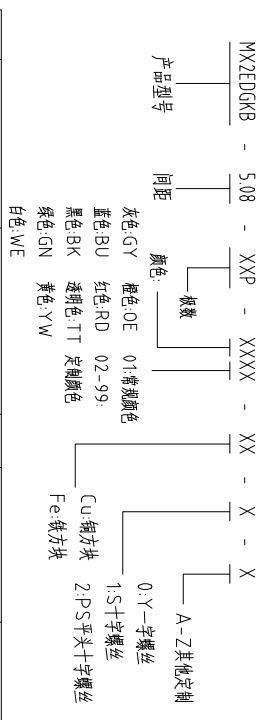 MX2EDGKB - 5.08 - XXP - XXXX - XX - X - X
产品型号
间距
极数
颜色:
灰色:GY 橙色:OE 01:常规颜色
蓝色:BU 红色:RD 02-99:
黑色:BK 透明色:TT 定制颜色
绿色:GN 黄色:YW
白色:WE
Cu:铜方块
Fe:铁方块
0:Y一字螺丝
1:S十字螺丝
2:PS平头十字螺丝
A-Z其他定制